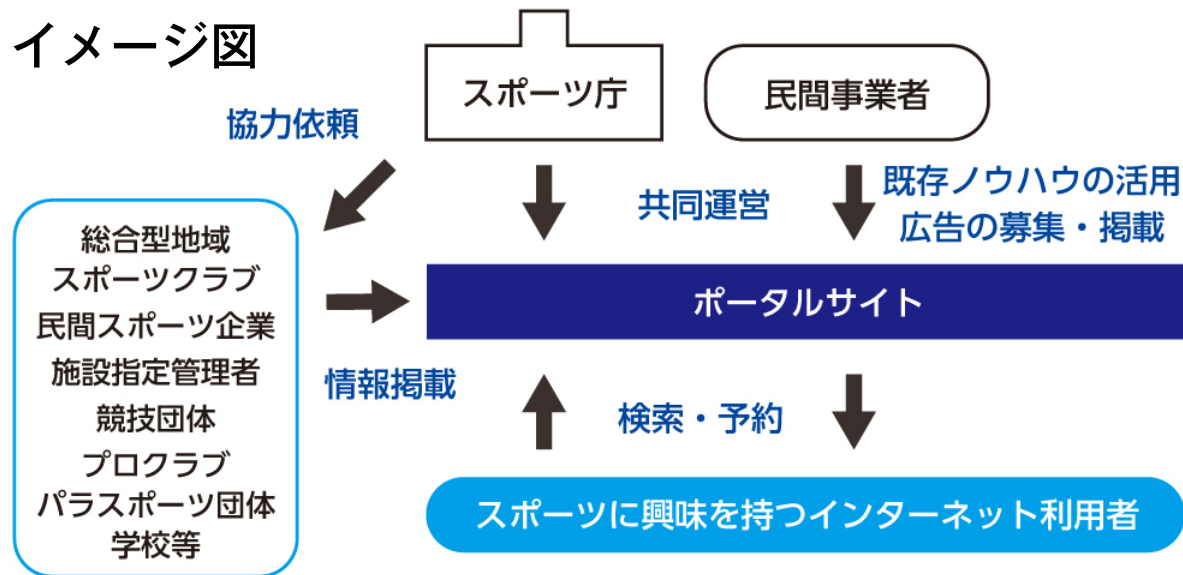 イメージ図
スポーツ庁
民間事業者
協力依頼
共同運営
既存ノウハウの活用
広告の募集・掲載
総合型地域
スポーツクラブ
民間スポーツ企業
施設指定管理者
競技団体
プロクラブ
パラスポーツ団体
学校等
情報掲載
ポータルサイト
検索・予約
スポーツに興味を持つインターネット利用者